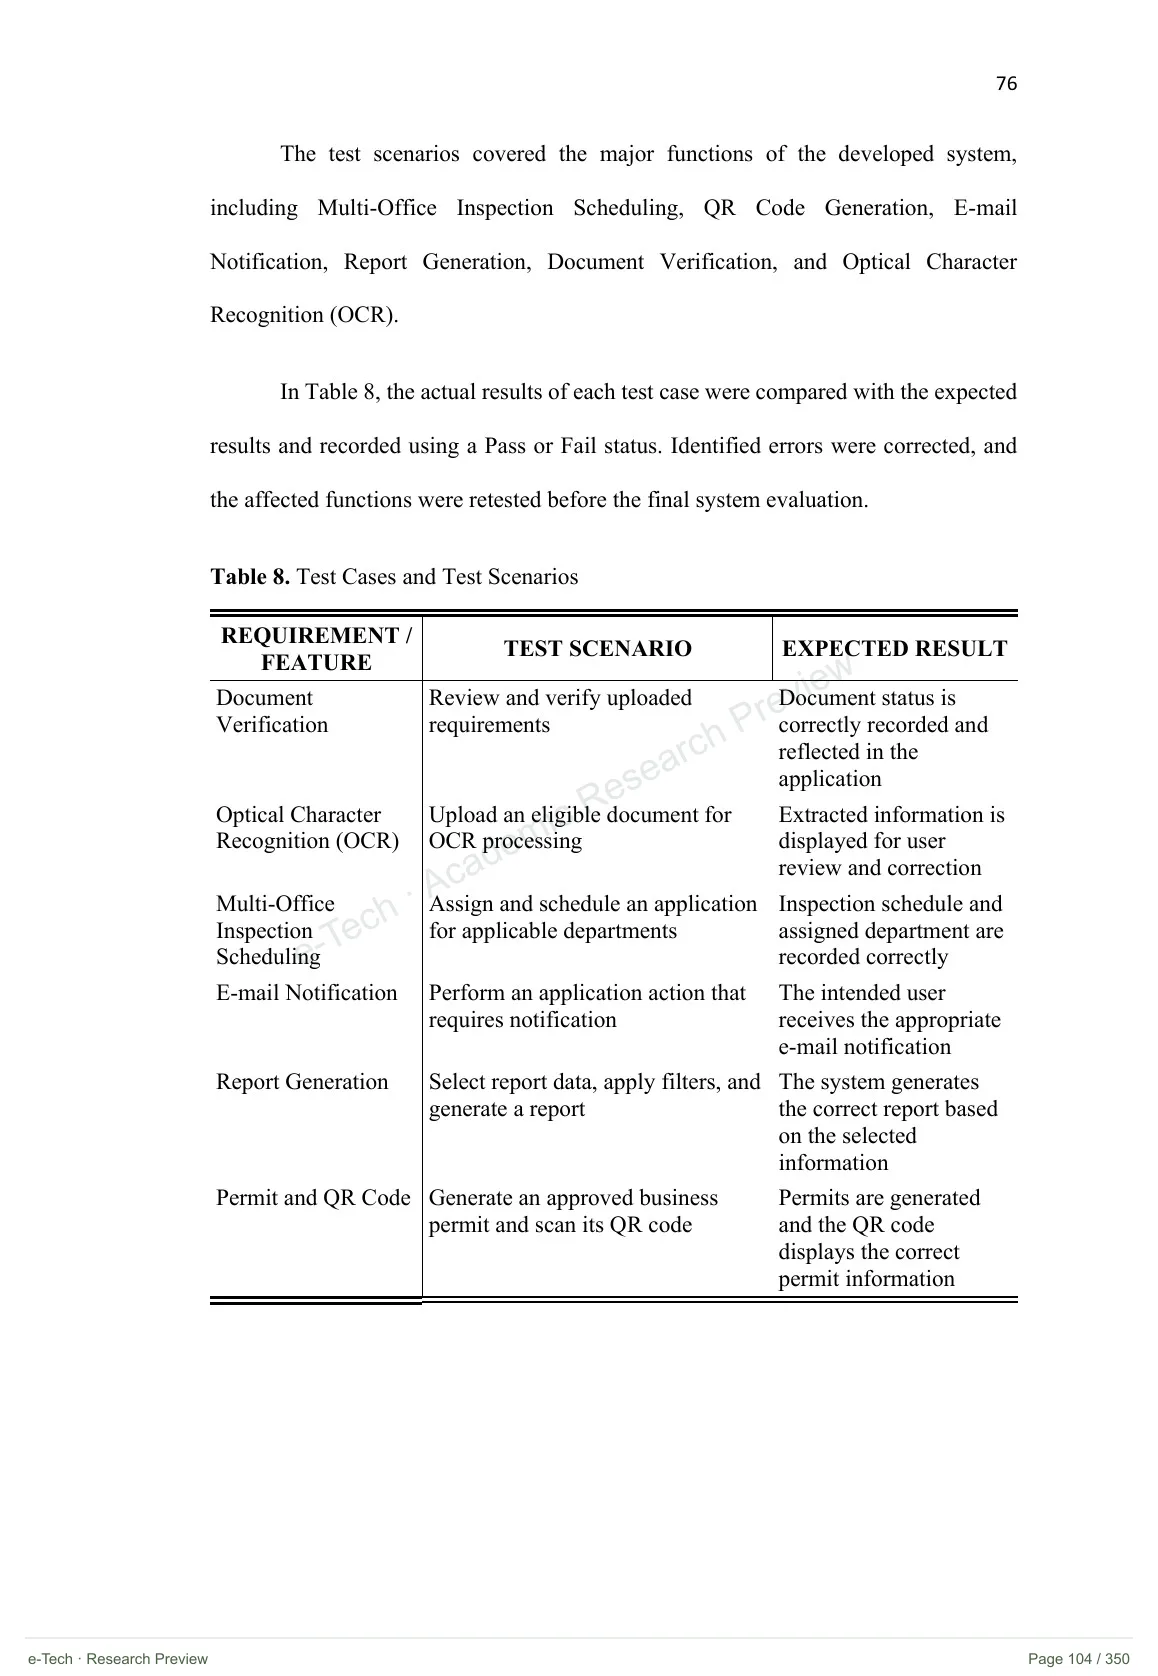 76
The test scenarios covered the major functions of the developed system,
including Multi-Office Inspection Scheduling, QR Code Generation, E-mail
Notification, Report Generation, Document Verification, and Optical Character
Recognition (OCR).
In Table 8, the actual results of each test case were compared with the expected
results and recorded using a Pass or Fail status. Identified errors were corrected, and
the affected functions were retested before the final system evaluation.
Table 8. Test Cases and Test Scenarios
REQUIREMENT /
FEATURE
TEST SCENARIO
EXPECTED RESULT
Document
Verification
Review and verify uploaded
requirements
Document status is
correctly recorded and
reflected in the
application
Optical Character
Recognition (OCR)
Upload an eligible document for
OCR processing
Extracted information is
displayed for user
review and correction
Multi-Office
Inspection
Scheduling
Assign and schedule an application
for applicable departments
Inspection schedule and
assigned department are
recorded correctly
E-mail Notification
Perform an application action that
requires notification
The intended user
receives the appropriate
e-mail notification
Report Generation
Select report data, apply filters, and
generate a report
The system generates
the correct report based
on the selected
information
Permit and QR Code
Generate an approved business
permit and scan its QR code
Permits are generated
and the QR code
displays the correct
permit information
e-Tech · Academic Research Preview
e-Tech · Research Preview
Page 104 / 350